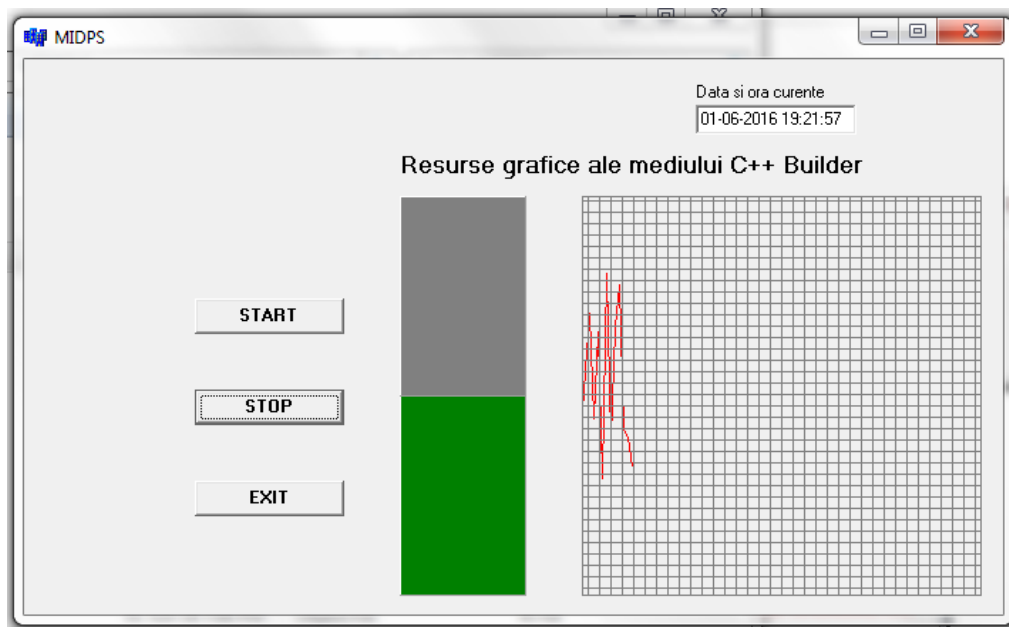 MIDPS
Data si ora curente
01-06-2016 19:21:57
Resurse grafice ale mediului C++ Builder
START
STOP
EXIT